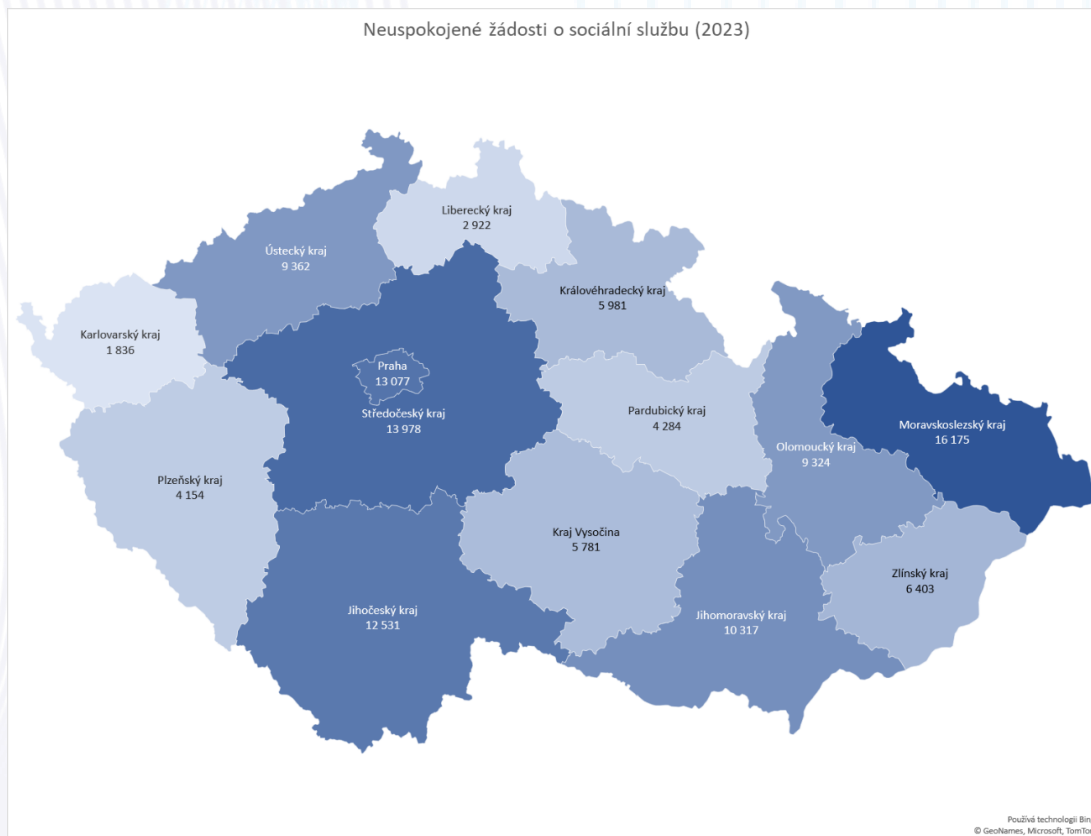 Neuspokojené žádosti o sociální službu (2023)
Liberecký kraj
2 922
Ústecký kraj
9 362
Královéhradecký kraj
5 981
Karlovarský kraj
1 836
Praha
13 077
Středočeský kraj
13 978
Pardubický kraj
4 284
Moravskoslezský kraj
16 175
Olomoucký kraj
9 324
Plzeňský kraj
4 154
Kraj Vysočina
5 781
Zlínský kraj
6 403
Jihočeský kraj
12 531
Jihomoravský kraj
10 317
Používá technologii Bin
© GeoNames, Microsoft, TomTo